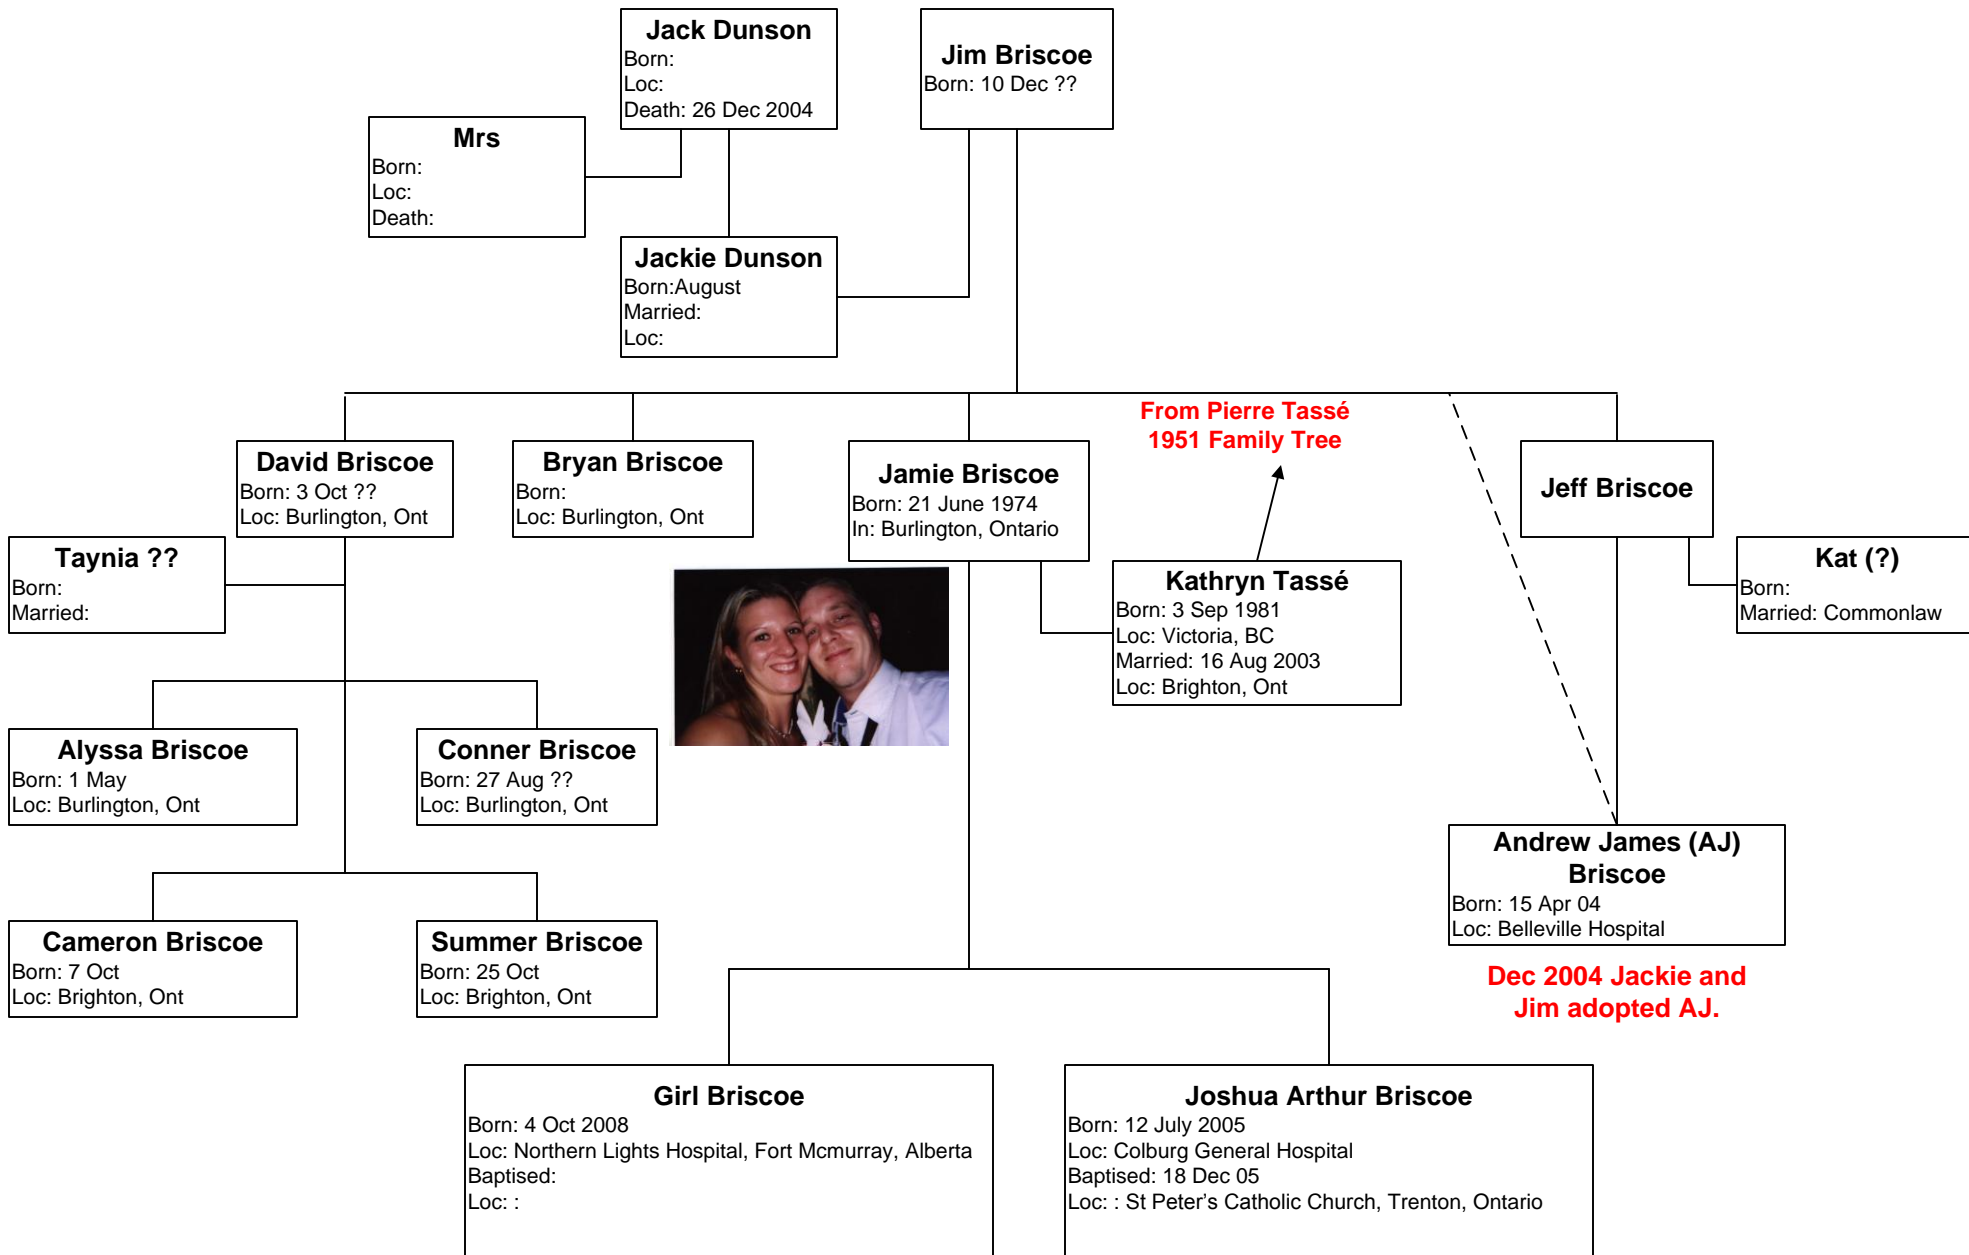 Jack Dunson
Born:
Loc:
Death: 26 Dec 2004
Jim Briscoe
Born: 10 Dec ??
Mrs
Born:
Loc:
Death:
Jackie Dunson
Born:August
Married:
Loc:
From Pierre Tassé
1951 Family Tree
David Briscoe
Born: 3 Oct ??
Loc: Burlington, Ont
Bryan Briscoe
Born:
Loc: Burlington, Ont
Jamie Briscoe
Born: 21 June 1974
In: Burlington, Ontario
Jeff Briscoe
Taynia ??
Born:
Married:
Kathryn Tassé
Born: 3 Sep 1981
Loc: Victoria, BC
Married: 16 Aug 2003
Loc: Brighton, Ont
Kat (?)
Born:
Married: Commonlaw
Alyssa Briscoe
Born: 1 May
Loc: Burlington, Ont
Conner Briscoe
Born: 27 Aug ??
Loc: Burlington, Ont
Andrew James (AJ)
Briscoe
Born: 15 Apr 04
Loc: Belleville Hospital
Cameron Briscoe
Born: 7 Oct
Loc: Brighton, Ont
Summer Briscoe
Born: 25 Oct
Loc: Brighton, Ont
Dec 2004 Jackie and
Jim adopted AJ.
Girl Briscoe
Born: 4 Oct 2008
Loc: Northern Lights Hospital, Fort Mcmurray, Alberta
Baptised:
Loc: :
Joshua Arthur Briscoe
Born: 12 July 2005
Loc: Colburg General Hospital
Baptised: 18 Dec 05
Loc: : St Peter’s Catholic Church, Trenton, Ontario